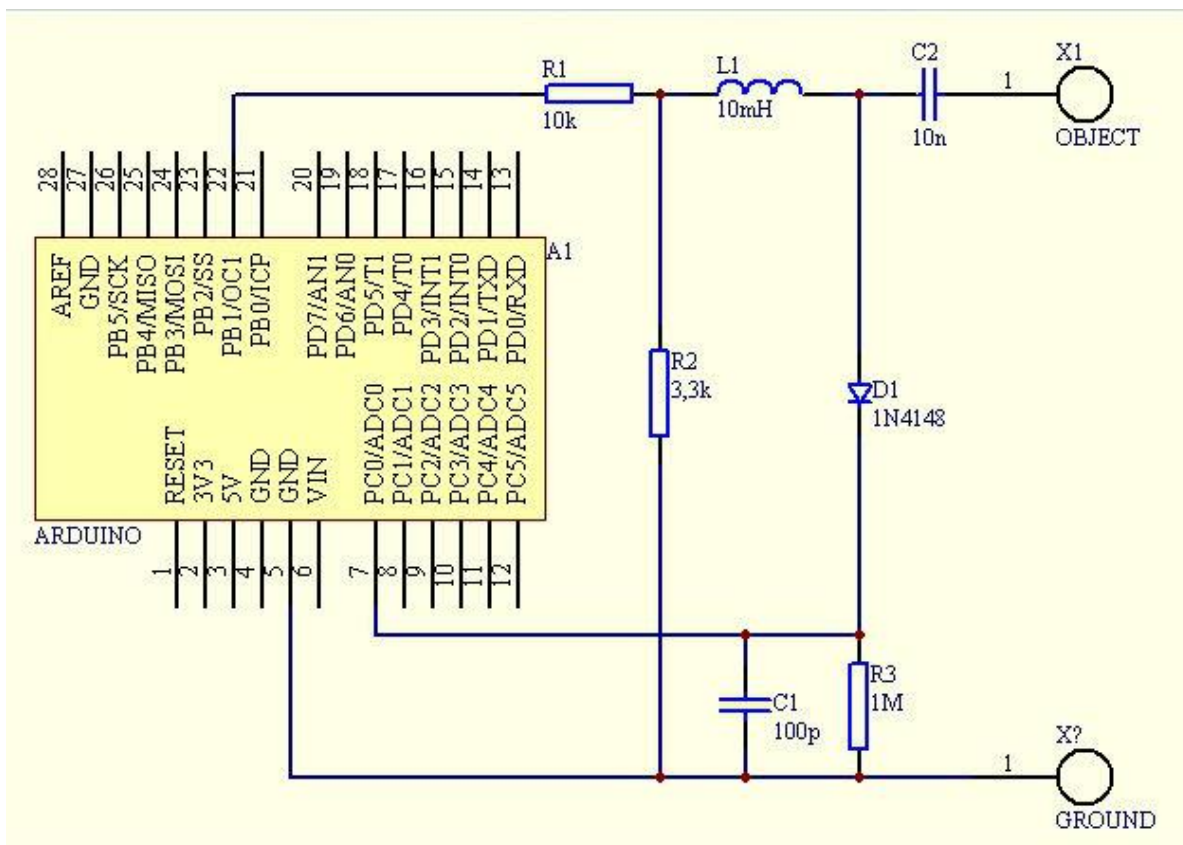 C2
X1
R1
L1
1
10k
10mH
10n
OBJECT
28
27
26
25
24
23
22
21
20
19
18
17
16
15
14
13
A1
AREF
GND
PB5/SCK
PB4/MISO
PB3/MOSI
PB2/SS
PB1/OC1
PB0/ICP
PD7/AN1
PD6/AN0
PD5/T1
PD4/T0
PD3/INT1
PD2/INT0
PD1/TXD
PD0/RXD
R2
3,3k
D1
1N4148
RESET
3V3
5V
GND
GND
VIN
PC0/ADC0
PC1/ADC1
PC2/ADC2
PC3/ADC3
PC4/ADC4
PC5/ADC5
ARDUINO
1
2
3
4
5
6
7
8
9
10
11
12
R3
1M
C1
100p
X?
1
GROUND